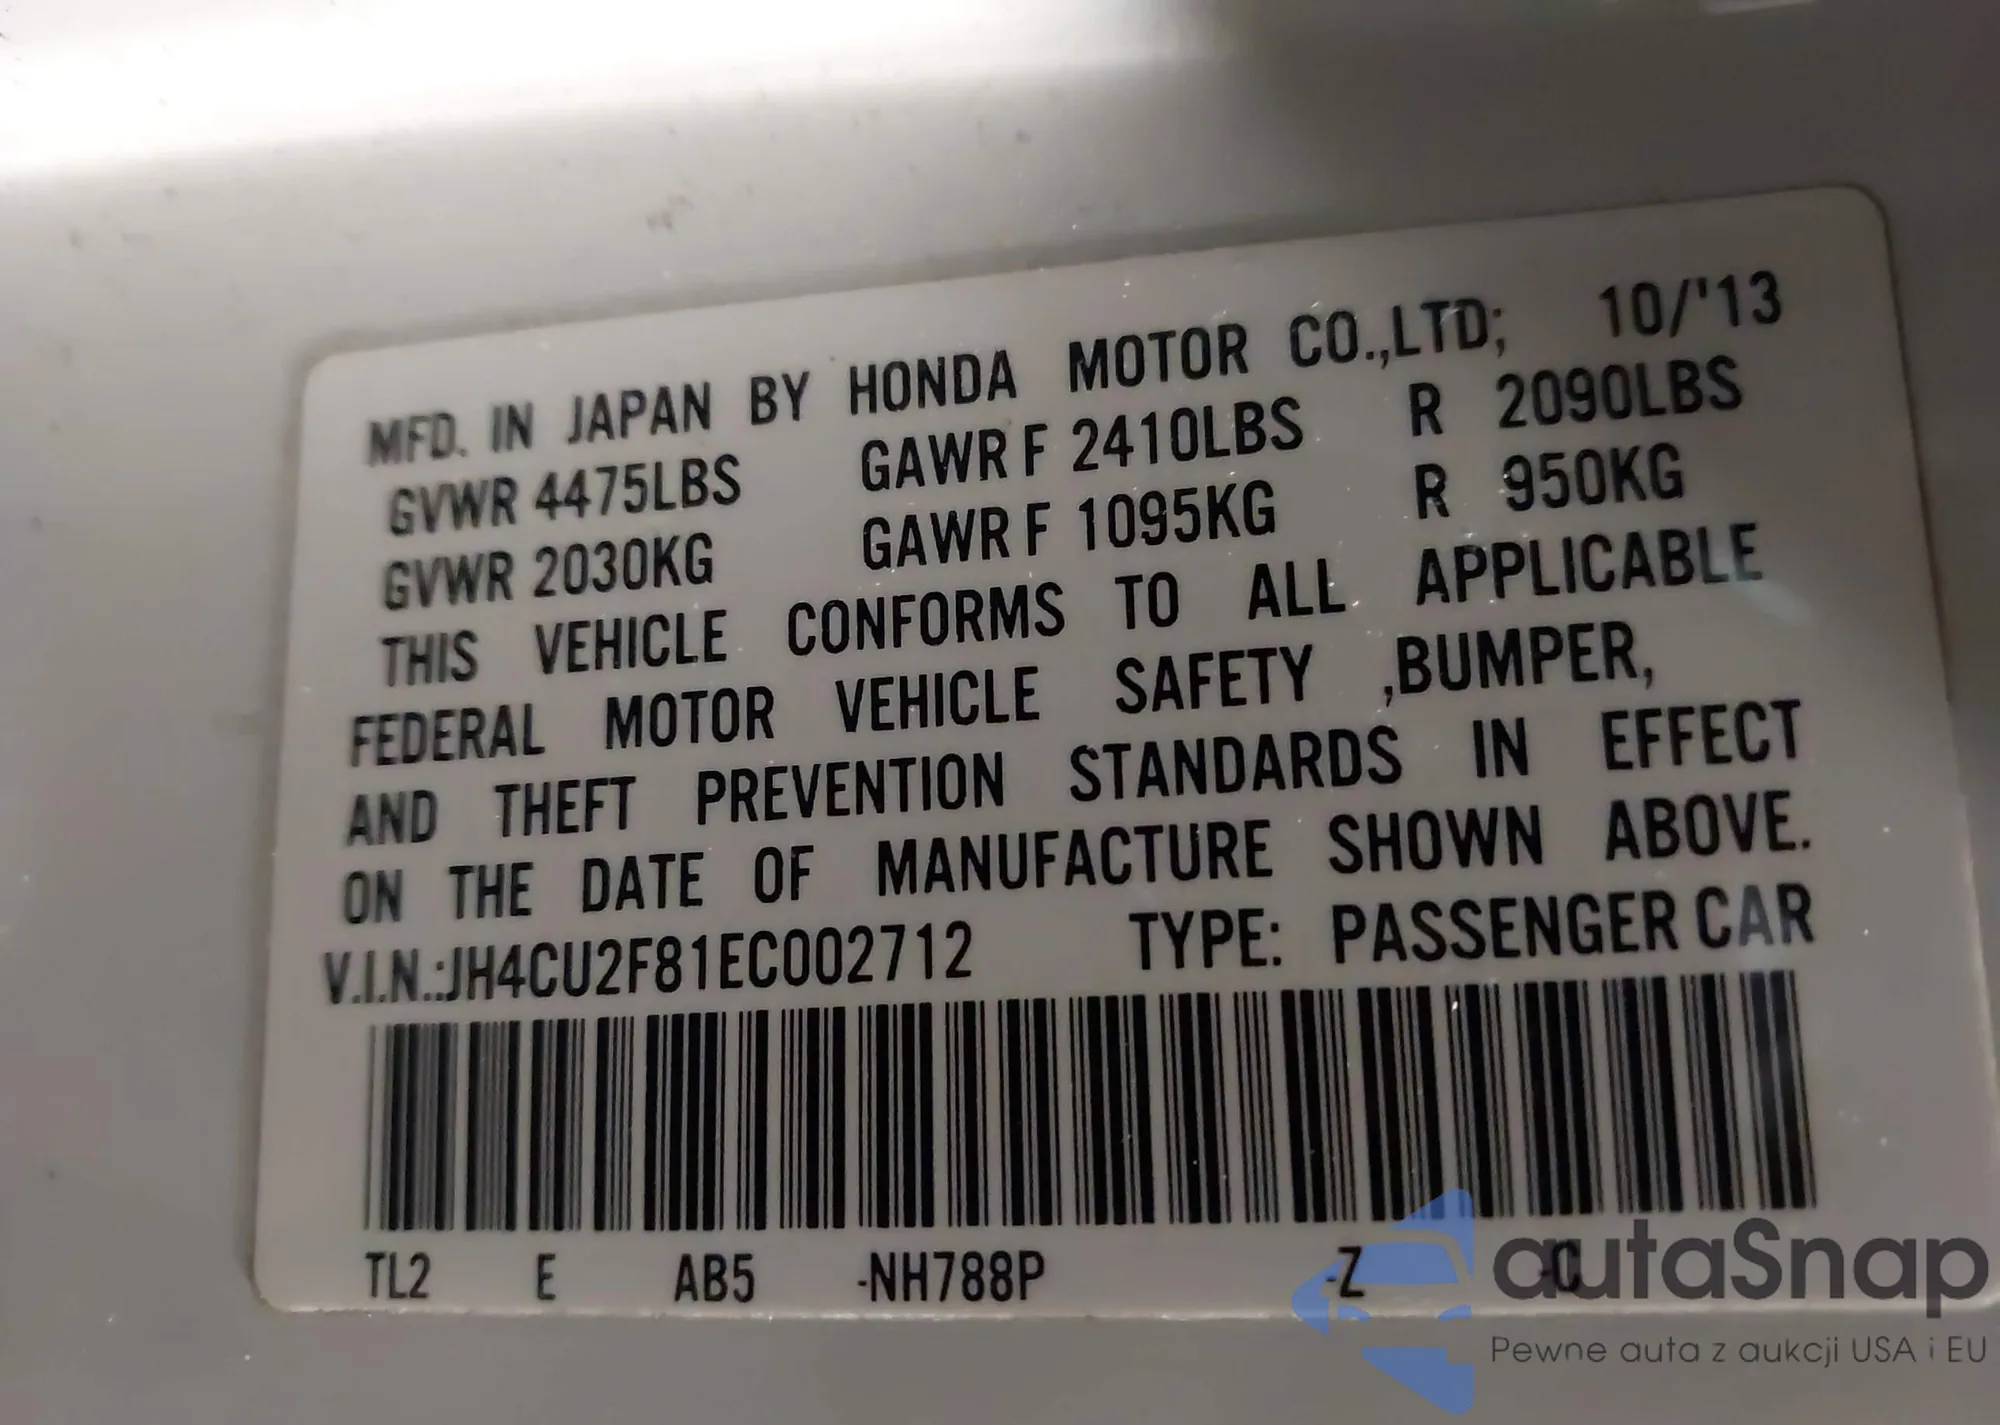 MFD. IN JAPAN BY HONDA MOTOR CO.,LTD; 10/'13
GVWR 4475LBS GAWR F 2410LBS R 2090LBS
GVWR 2030KG GAWR F 1095KG R 950KG
THIS VEHICLE CONFORMS TO ALL APPLICABLE
FEDERAL MOTOR VEHICLE SAFETY ,BUMPER,
AND THEFT PREVENTION STANDARDS IN EFFECT
ON THE DATE OF MANUFACTURE SHOWN ABOVE.
V.I.N.:JH4CU2F81EC002712 TYPE: PASSENGER CAR
TL2 E AB5 -NH788P -Z -C
autaSnap
Pewne auta z aukcji USA i EU